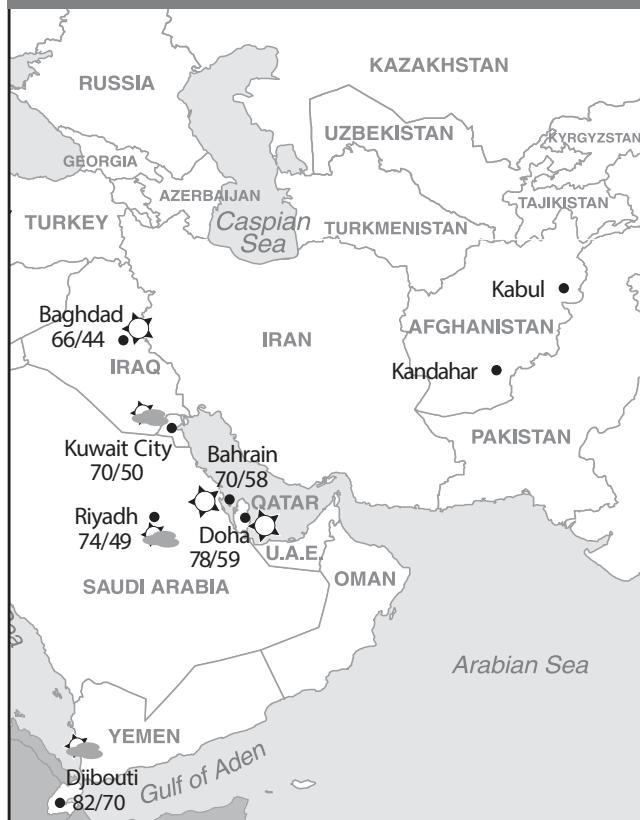 KAZAKHSTAN
RUSSIA
UZBEKISTAN
KYRGYZSTAN
GEORGIA
AZERBAIJAN
TAJIKISTAN
TURKEY
Caspian
Sea
TURKMENISTAN
Kabul
Baghdad
66/44
IRAN
AFGHANISTAN
IRAQ
Kandahar
PAKISTAN
Kuwait City
70/50
Bahrain
70/58
QATAR
Riyadh
74/49
Doha
78/59
U.A.E.
OMAN
SAUDI ARABIA
Arabian Sea
YEMEN
Djibouti
82/70
Gulf of Aden